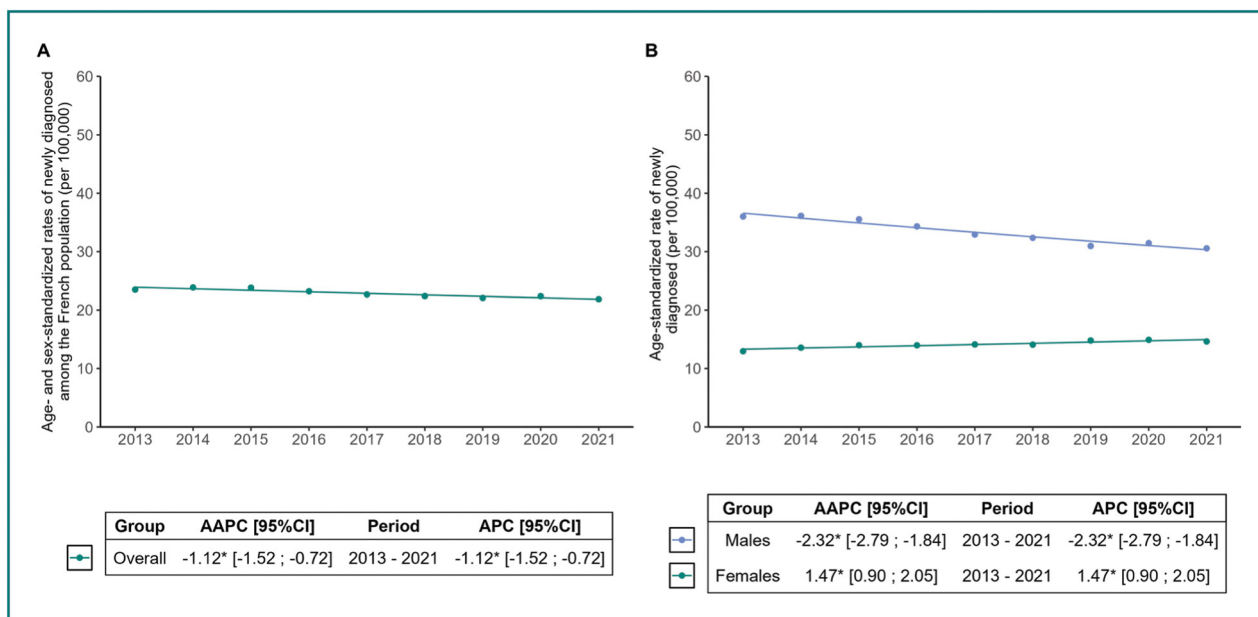 A
Age- and sex-standardized rates of newly diagnosed
among the French population (per 100,000)
60
50
40
30
20
10
0
2013 2014 2015 2016 2017 2018 2019 2020 2021
Group AAPC [95%CI] Period APC [95%CI]
Overall -1.12* [-1.52 ; -0.72] 2013 - 2021 -1.12* [-1.52 ; -0.72]
B
Age-standardized rate of newly
diagnosed (per 100,000)
60
50
40
30
20
10
0
2013 2014 2015 2016 2017 2018 2019 2020 2021
Group AAPC [95%CI] Period APC [95%CI]
Males -2.32* [-2.79 ; -1.84] 2013 - 2021 -2.32* [-2.79 ; -1.84]
Females 1.47* [0.90 ; 2.05] 2013 - 2021 1.47* [0.90 ; 2.05]